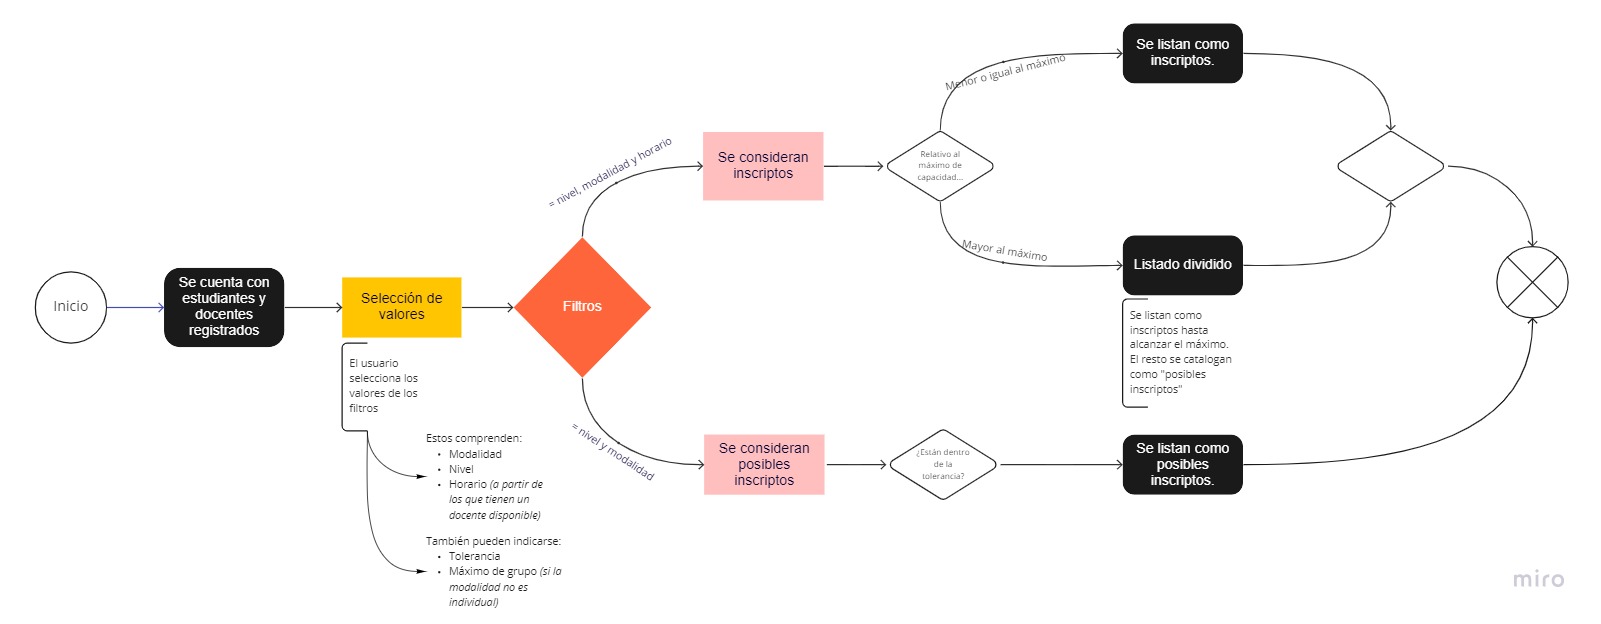 Inicio
Se cuenta con
estudiantes y
docentes
registrados
Selección de
valores
El usuario
selecciona los
valores de los
filtros
Estos comprenden:
• Modalidad
• Nivel
• Horario (a partir de
los que tienen un
docente disponible)
También pueden indicarse:
• Tolerancia
• Máximo de grupo (si la
modalidad no es
individual)
Filtros
= nivel, modalidad y horario
Se consideran
inscriptos
Relativo al
máximo de
capacidad...
Menor o igual al máximo
Se listan como
inscriptos.
Mayor al máximo
Listado dividido
Se listan como
inscriptos hasta
alcanzar el máximo.
El resto se catalogan
como "posibles
inscriptos"
= nivel y modalidad
Se consideran
posibles
inscriptos
¿Están dentro
de la
tolerancia?
Se listan como
posibles
inscriptos.
miro